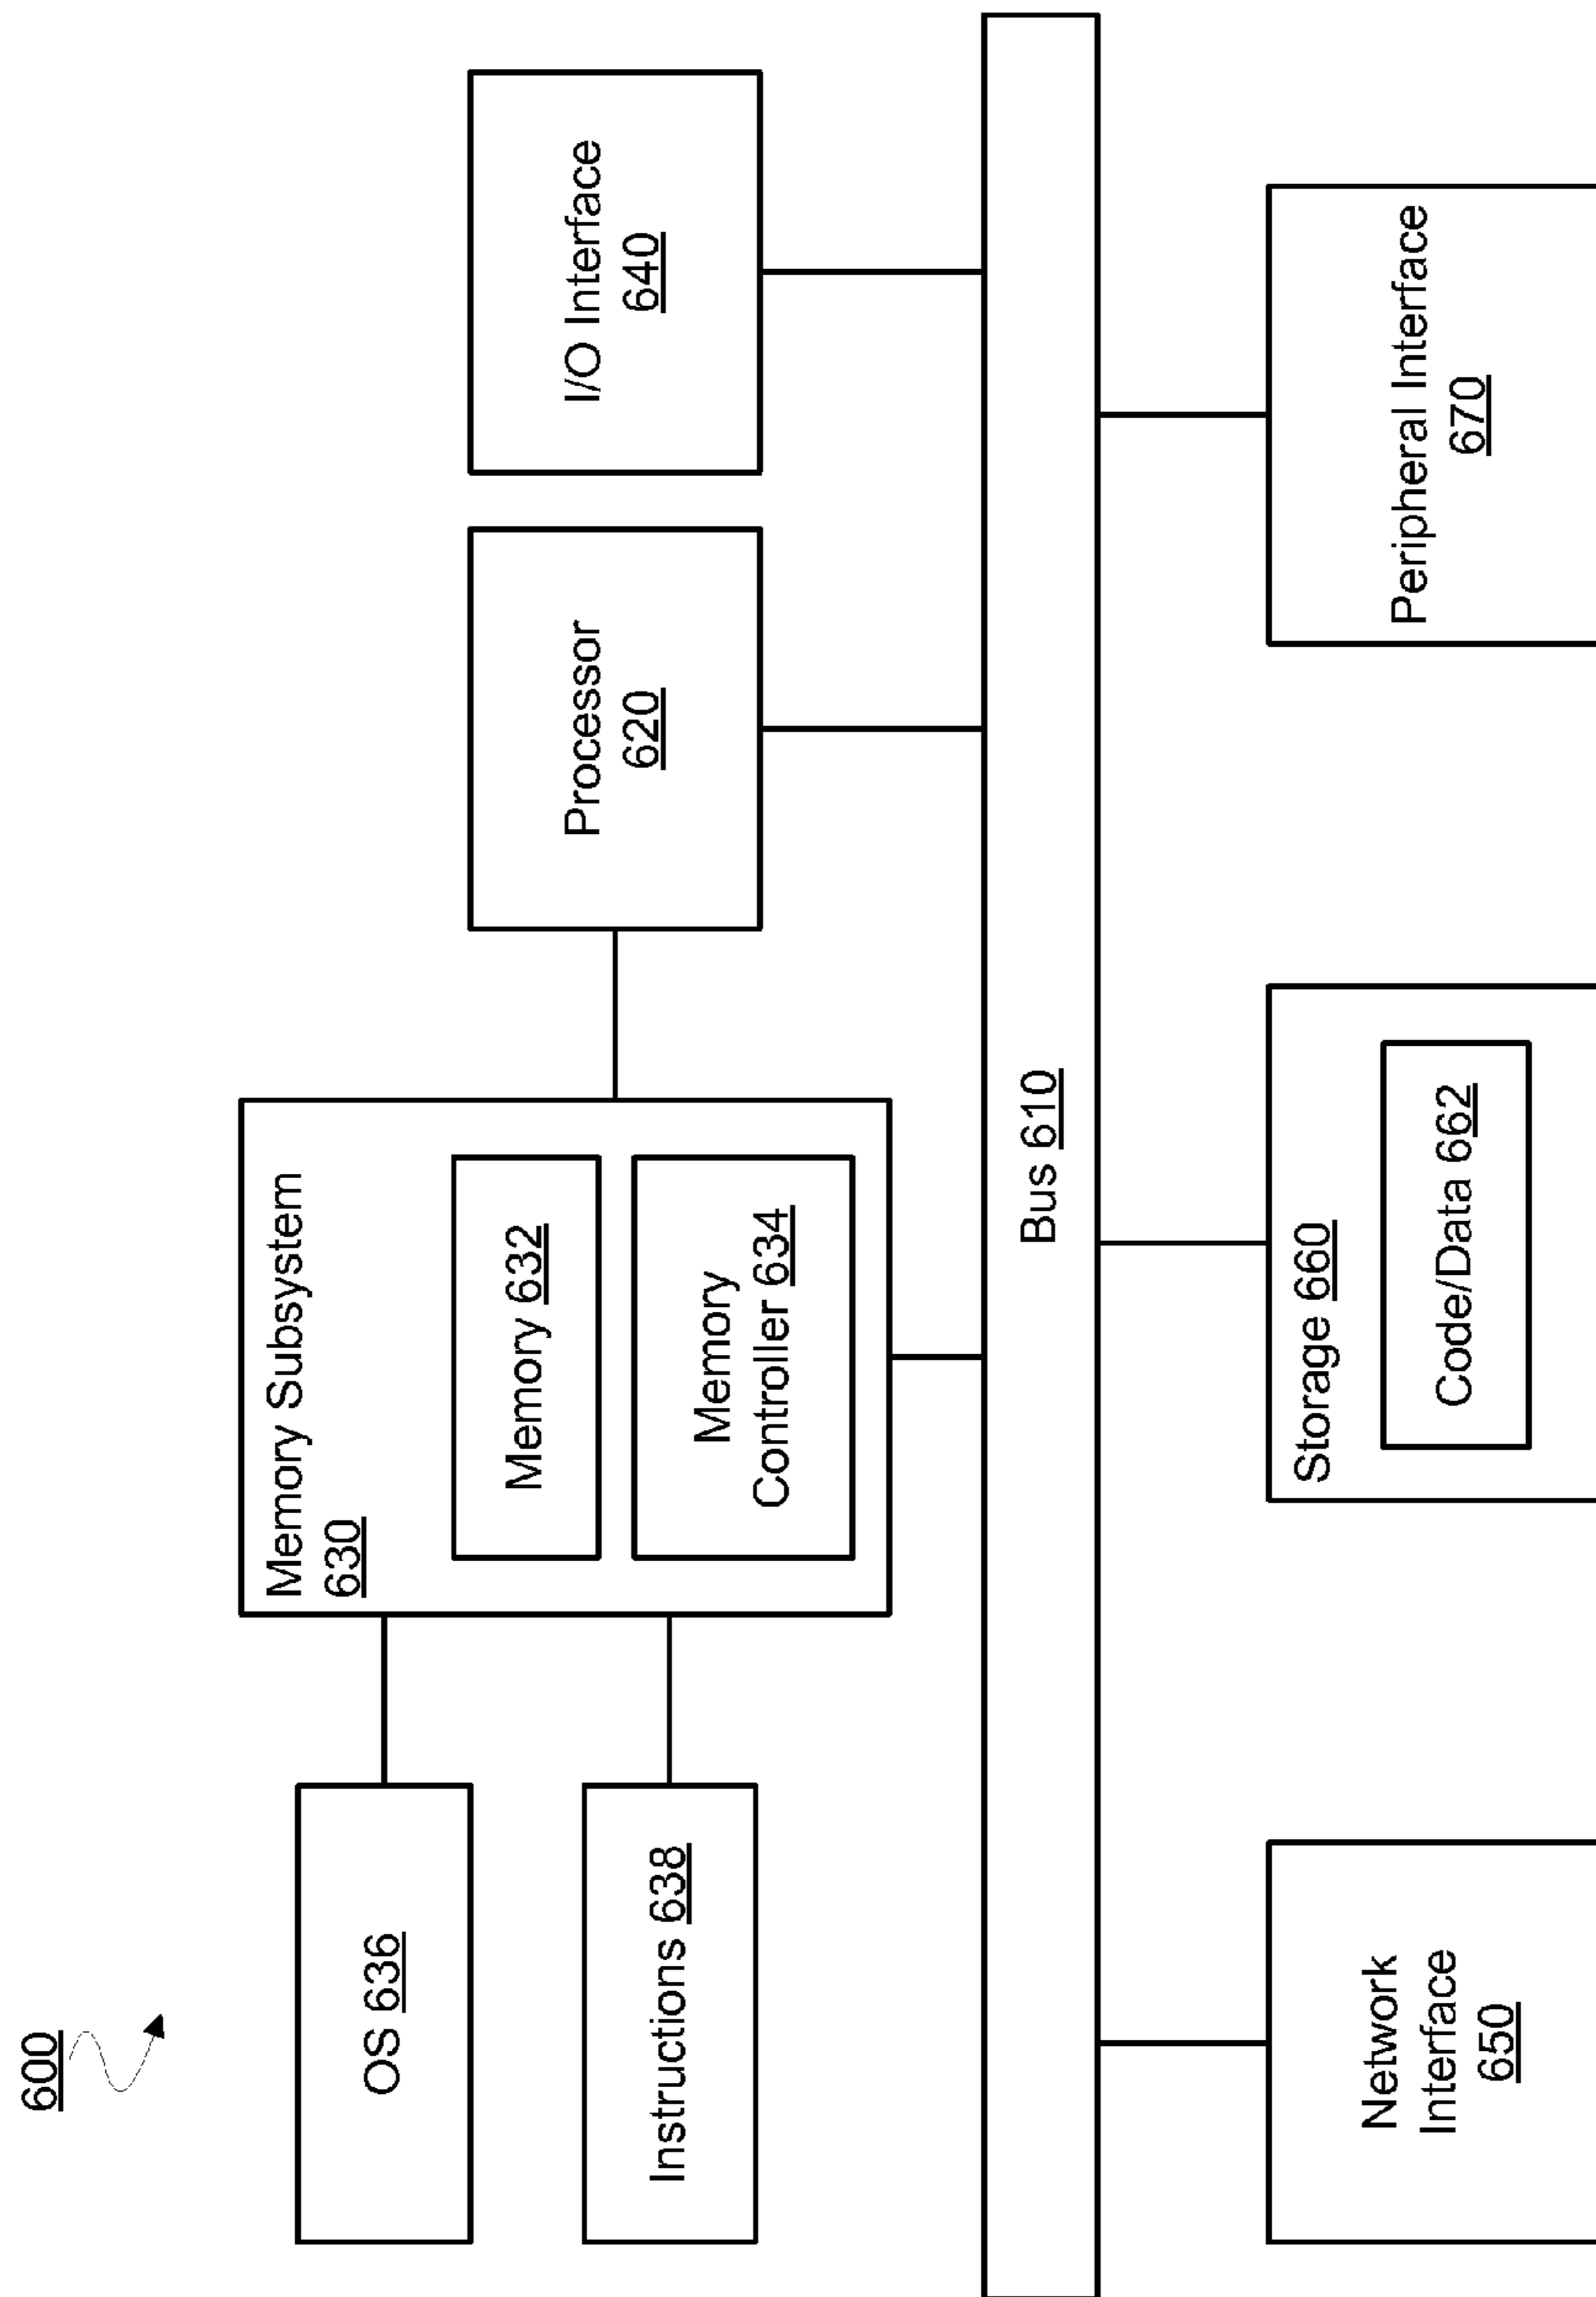 600
OS 636
Instructions 638
Memory Subsystem
630
Memory 632
Memory
Controller 634
Processor
620
I/O Interface
640
Bus 610
Network
Interface
650
Storage 660
Code/Data 662
Peripheral Interface
670